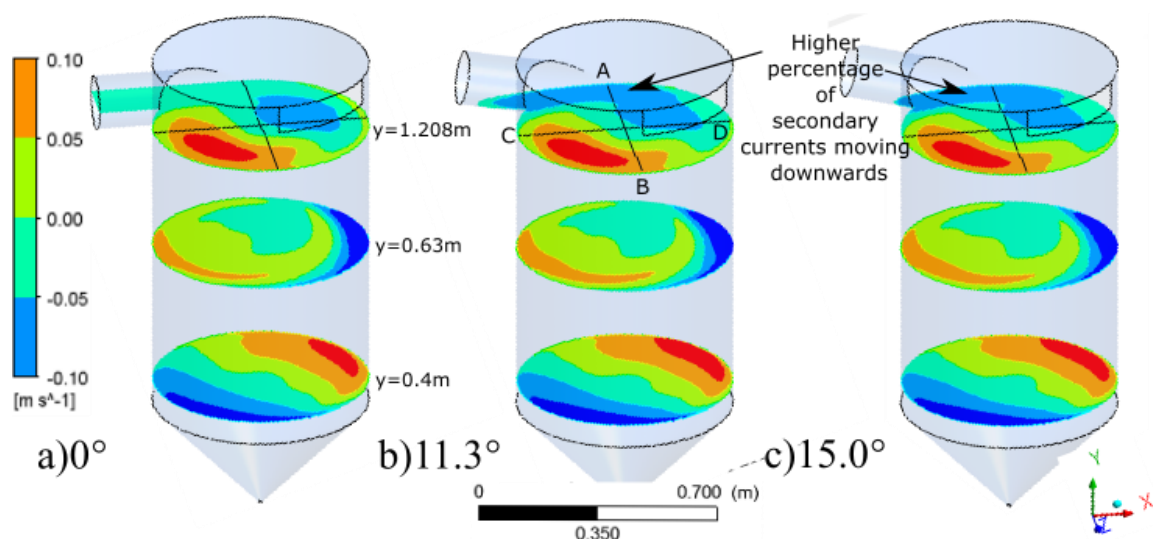 0.10
0.05
0.00
-0.05
-0.10
[m s^-1]
y=1.208m
y=0.63m
y=0.4m
A
C
D
B
Higher
percentage
of
secondary
currents moving
downwards
a)0°
b)11.3°
c)15.0°
0
0.700 (m)
0.350
Y
X
Z